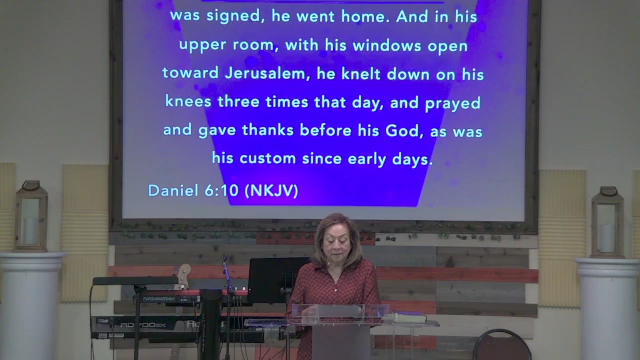 was signed, he went home. And in his
upper room, with his windows open
toward Jerusalem, he knelt down on his
knees three times that day, and prayed
and gave thanks before his God, as was
his custom since early days.
Daniel 6:10 (NKJV)